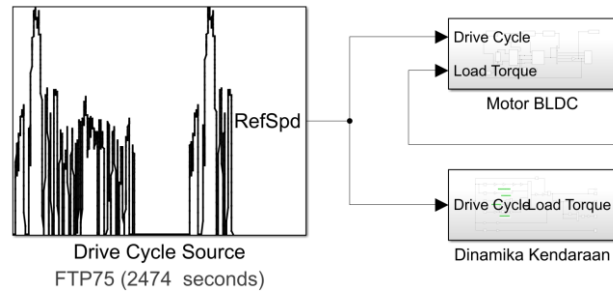 RefSpd
Drive Cycle Source
FTP75 (2474 seconds)
Drive Cycle
Load Torque
Motor BLDC
Drive Cycle Load Torque
Dinamika Kendaraan